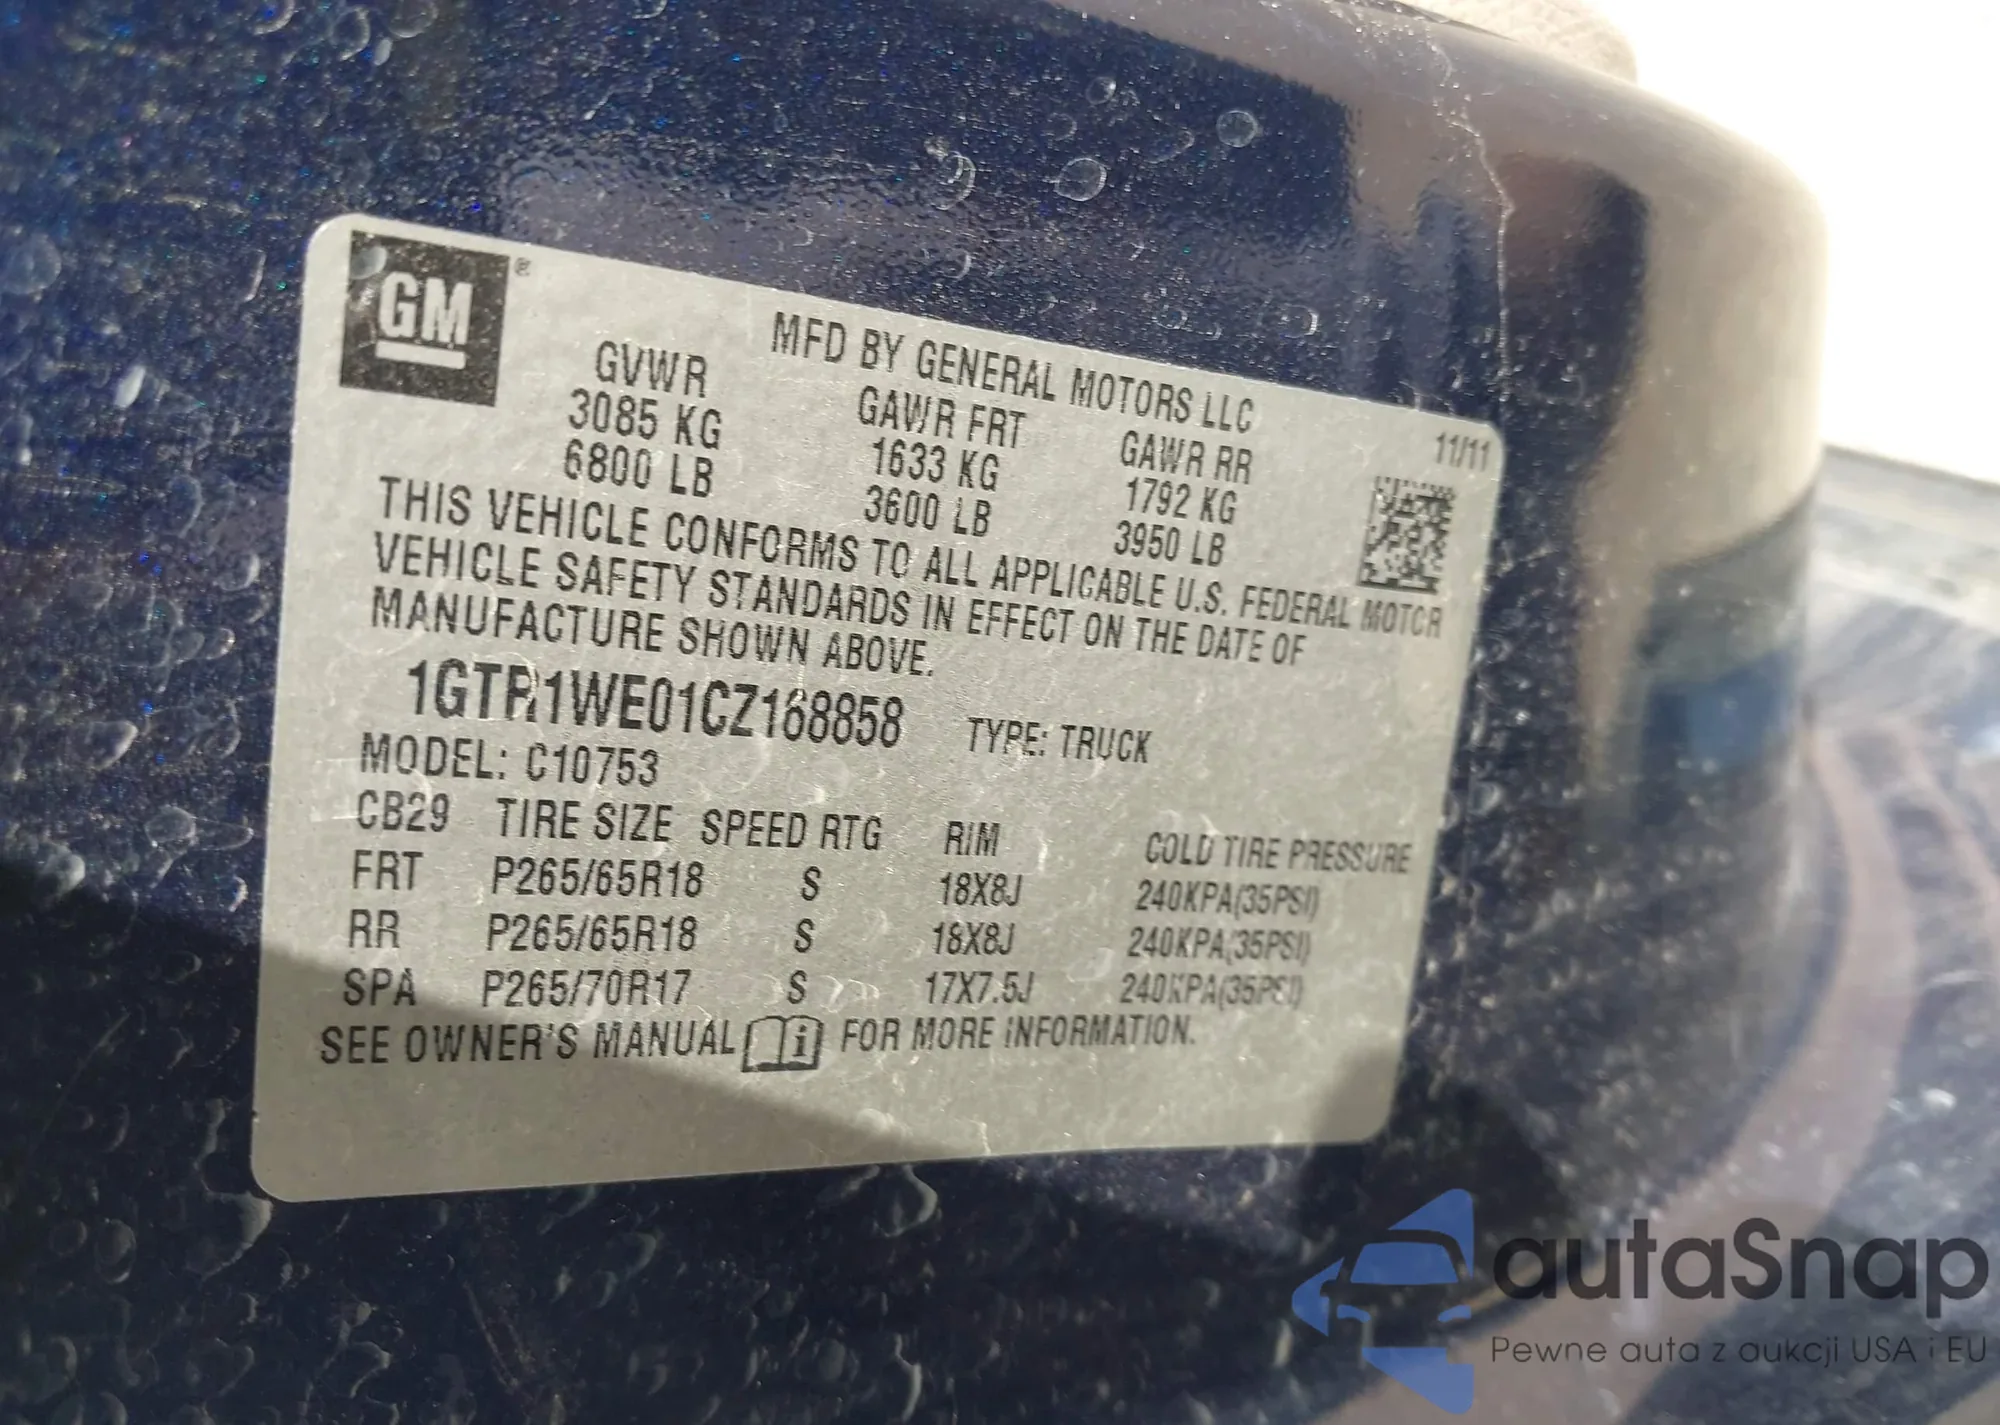 GM ®
MFD BY GENERAL MOTORS LLC
GVWR GAWR FRT GAWR RR 11/11
3085 KG 1633 KG 1792 KG
6800 LB 3600 LB 3950 LB
THIS VEHICLE CONFORMS TO ALL APPLICABLE U.S. FEDERAL MOTOR
VEHICLE SAFETY STANDARDS IN EFFECT ON THE DATE OF
MANUFACTURE SHOWN ABOVE.
1GTR1WE01CZ168858 TYPE: TRUCK
MODEL: C10753
CB29 TIRE SIZE SPEED RTG RIM COLD TIRE PRESSURE
FRT P265/65R18 S 18X8J 240KPA(35PSI)
RR P265/65R18 S 18X8J 240KPA(35PSI)
SPA P265/70R17 S 17X7.5J 240KPA(35PSI)
SEE OWNER'S MANUAL i FOR MORE INFORMATION.
autaSnap
Pewne auta z aukcji USA i EU